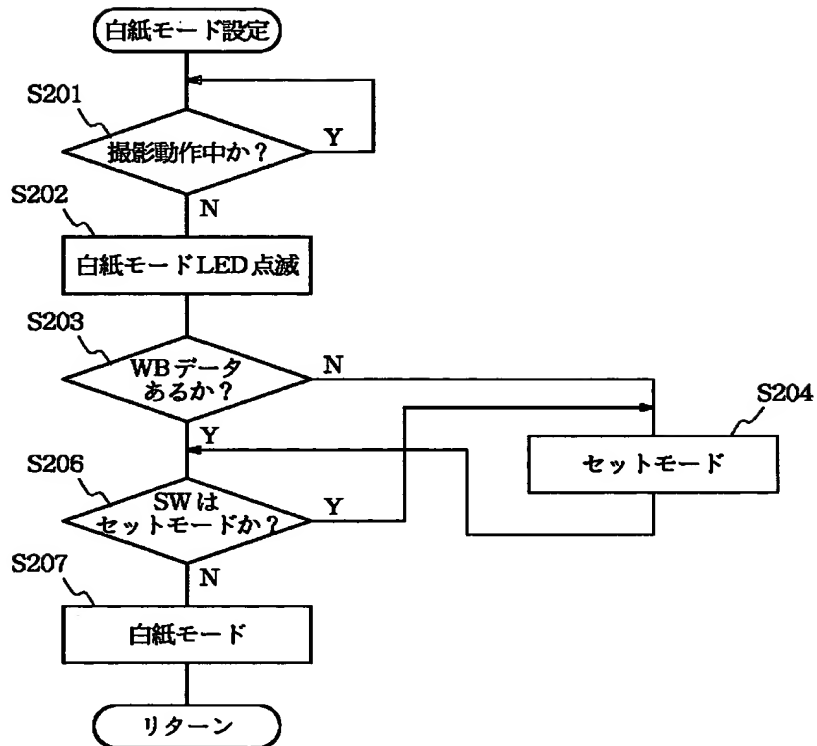 白紙モード設定
S201
撮影動作中か?
Y
N
S202
白紙モードLED点滅
S203
WBデータ
あるか?
N
Y
S204
セットモード
S206
SWは
セットモードか?
Y
N
S207
白紙モード
リターン